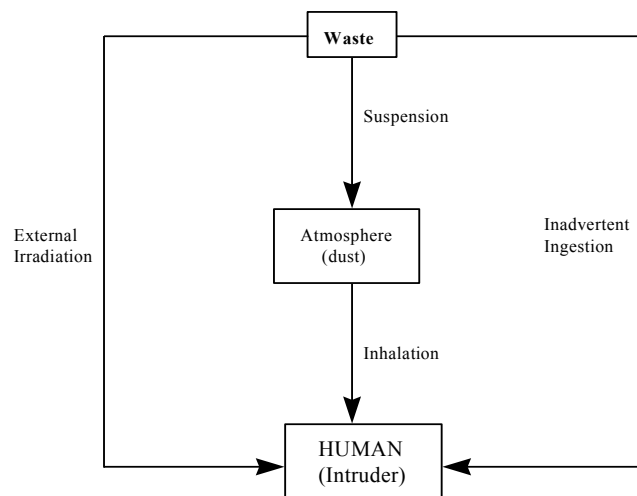 Waste
Suspension
External
Irradiation
Atmosphere
(dust)
Inadvertent
Ingestion
Inhalation
HUMAN
(Intruder)